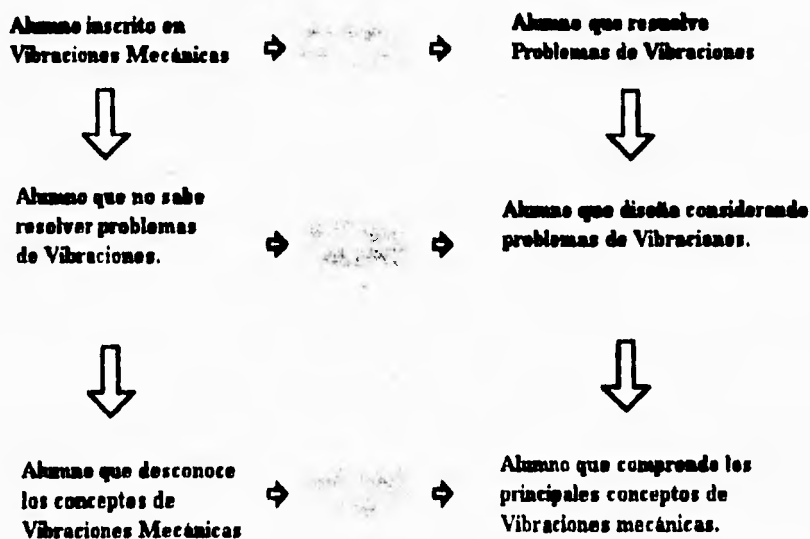 Alumno inscrito en
Vibraciones Mecánicas
Alumno que resuelve
Problemas de Vibraciones
Alumno que no sabe
resolver problemas
de Vibraciones.
Alumno que diseña considerando
problemas de Vibraciones.
Alumno que desconoce
los conceptos de
Vibraciones Mecánicas
Alumno que comprende los
principales conceptos de
Vibraciones mecánicas.